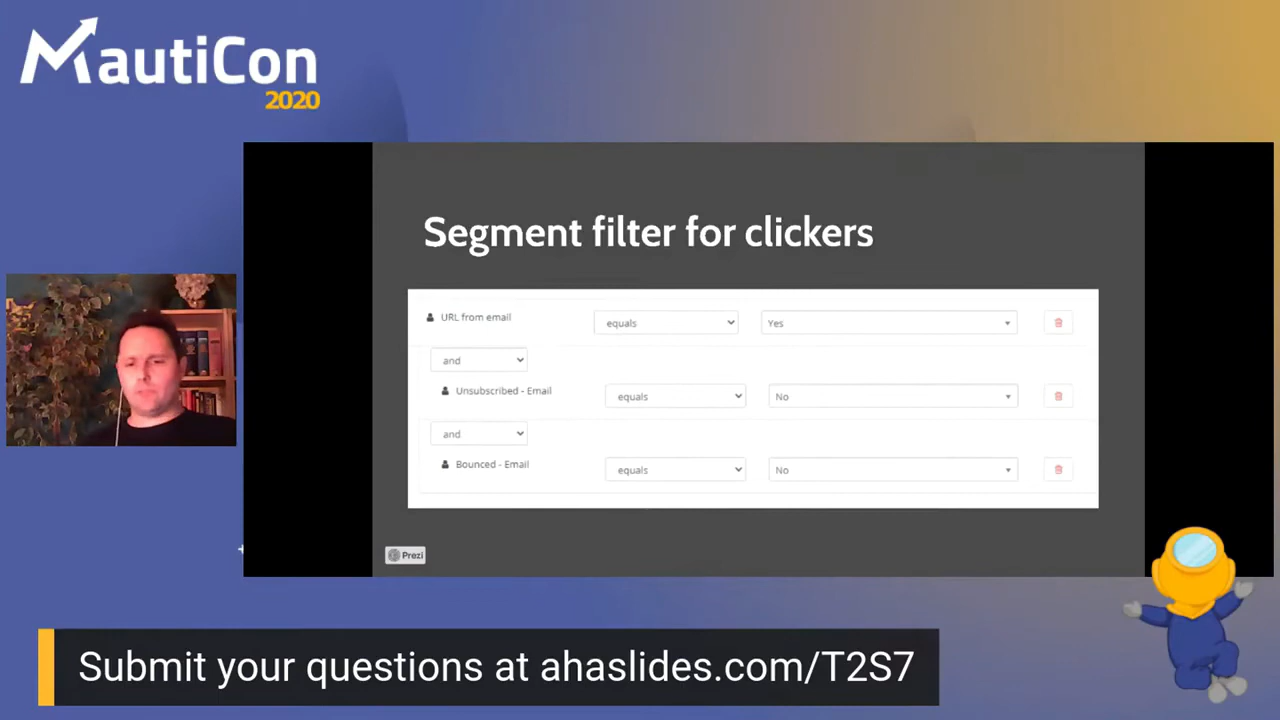 MautiCon
2020
Segment filter for clickers
URL from email equals Yes
and
Unsubscribed - Email equals No
and
Bounced - Email equals No
Prezi
Submit your questions at ahaslides.com/T2S7